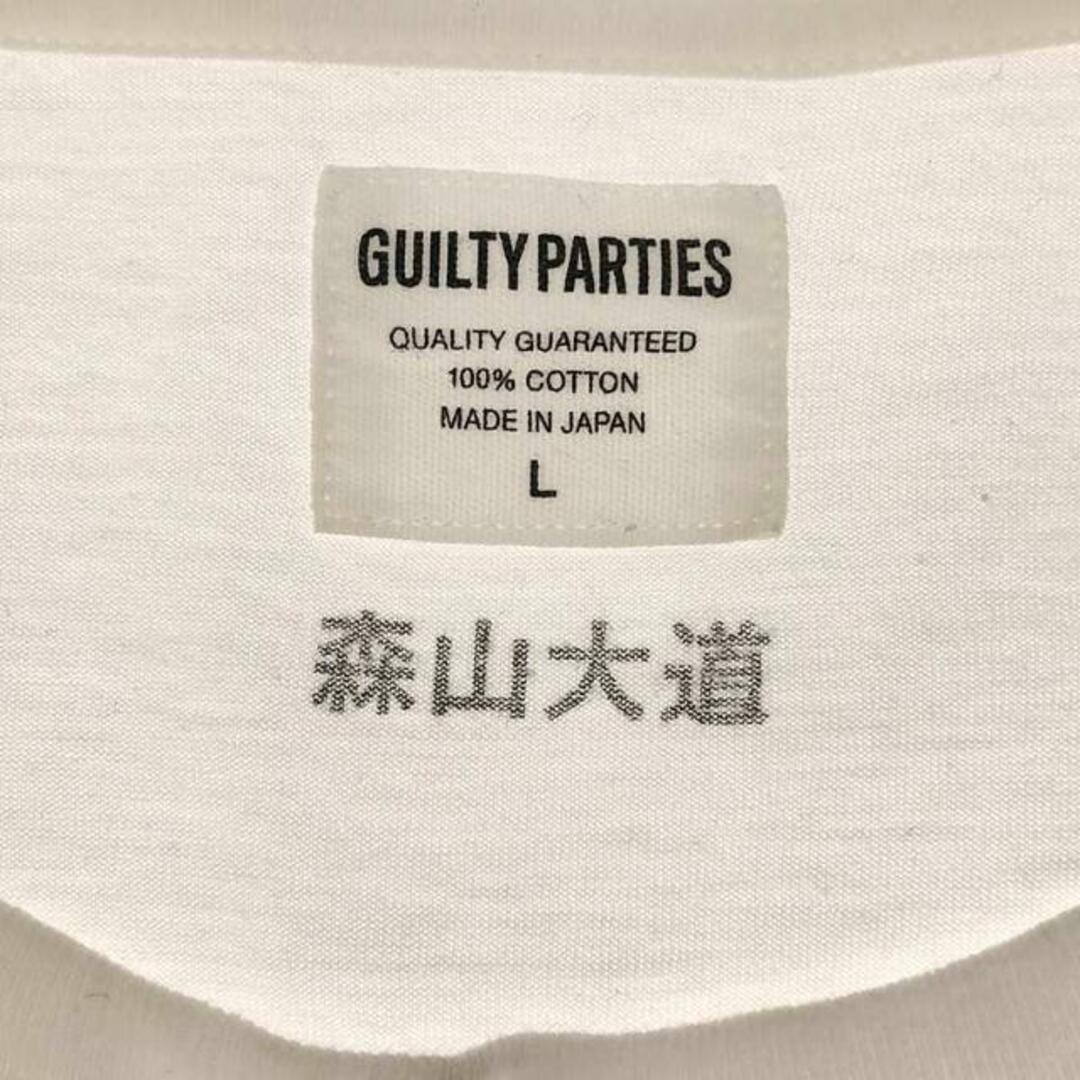 GUILTY PARTIES
QUALITY GUARANTEED
100% COTTON
MADE IN JAPAN
L
森山大道